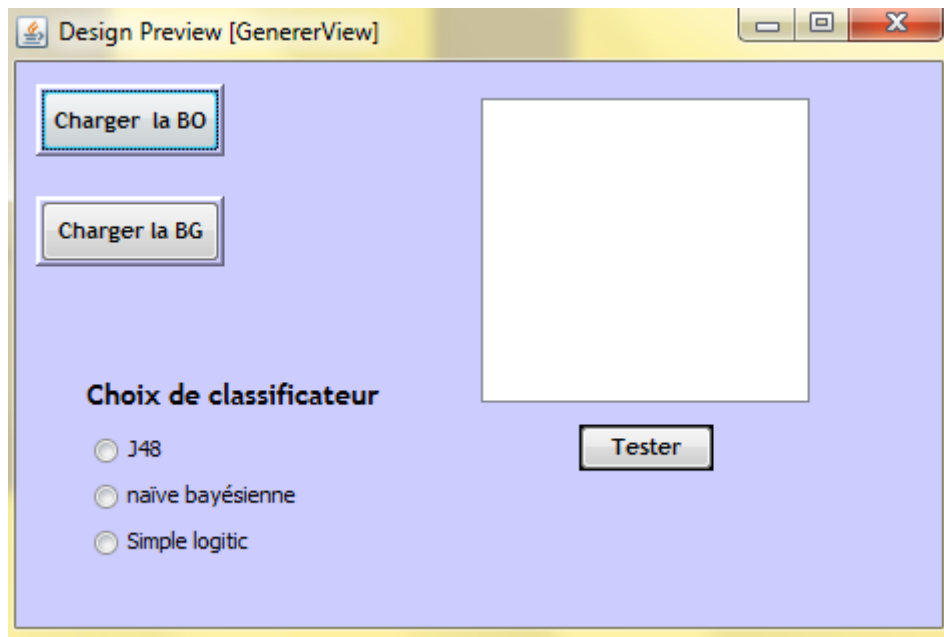 Design Preview [GenererView]
Charger la BO
Charger la BG
Choix de classificateur
J48
naïve bayésienne
Simple logitic
Tester